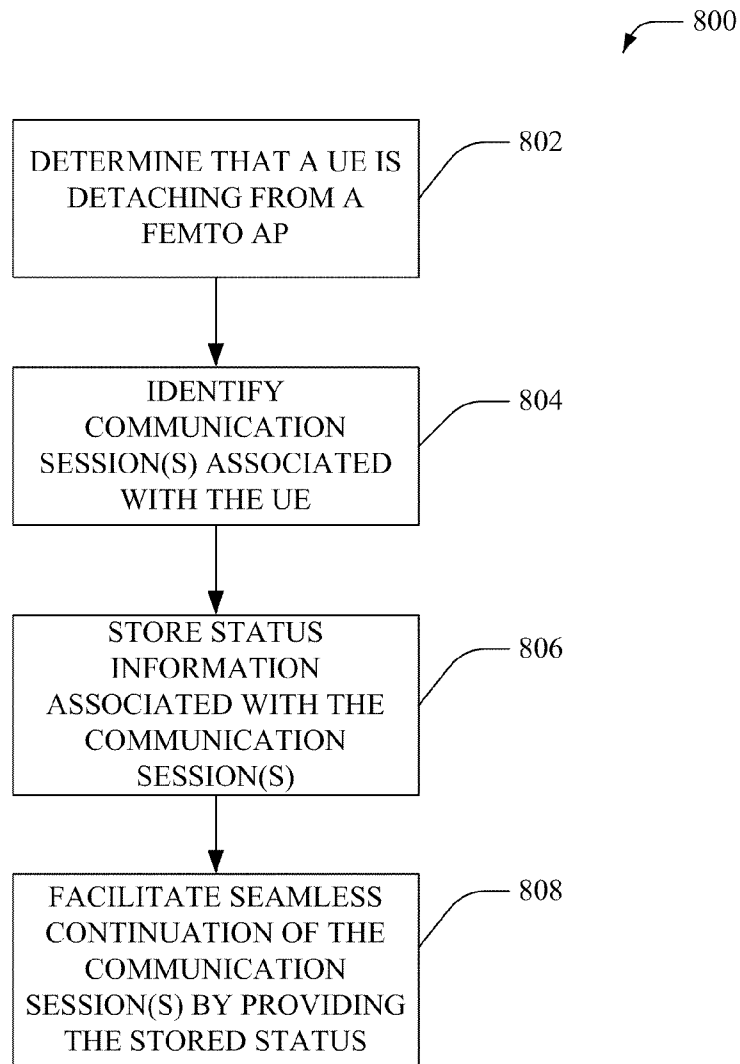 800
DETERMINE THAT A UE IS
DETACHING FROM A
FEMTO AP
802
IDENTIFY
COMMUNICATION
SESSION(S) ASSOCIATED
WITH THE UE
804
STORE STATUS
INFORMATION
ASSOCIATED WITH THE
COMMUNICATION
SESSION(S)
806
FACILITATE SEAMLESS
CONTINUATION OF THE
COMMUNICATION
SESSION(S) BY PROVIDING
THE STORED STATUS
808